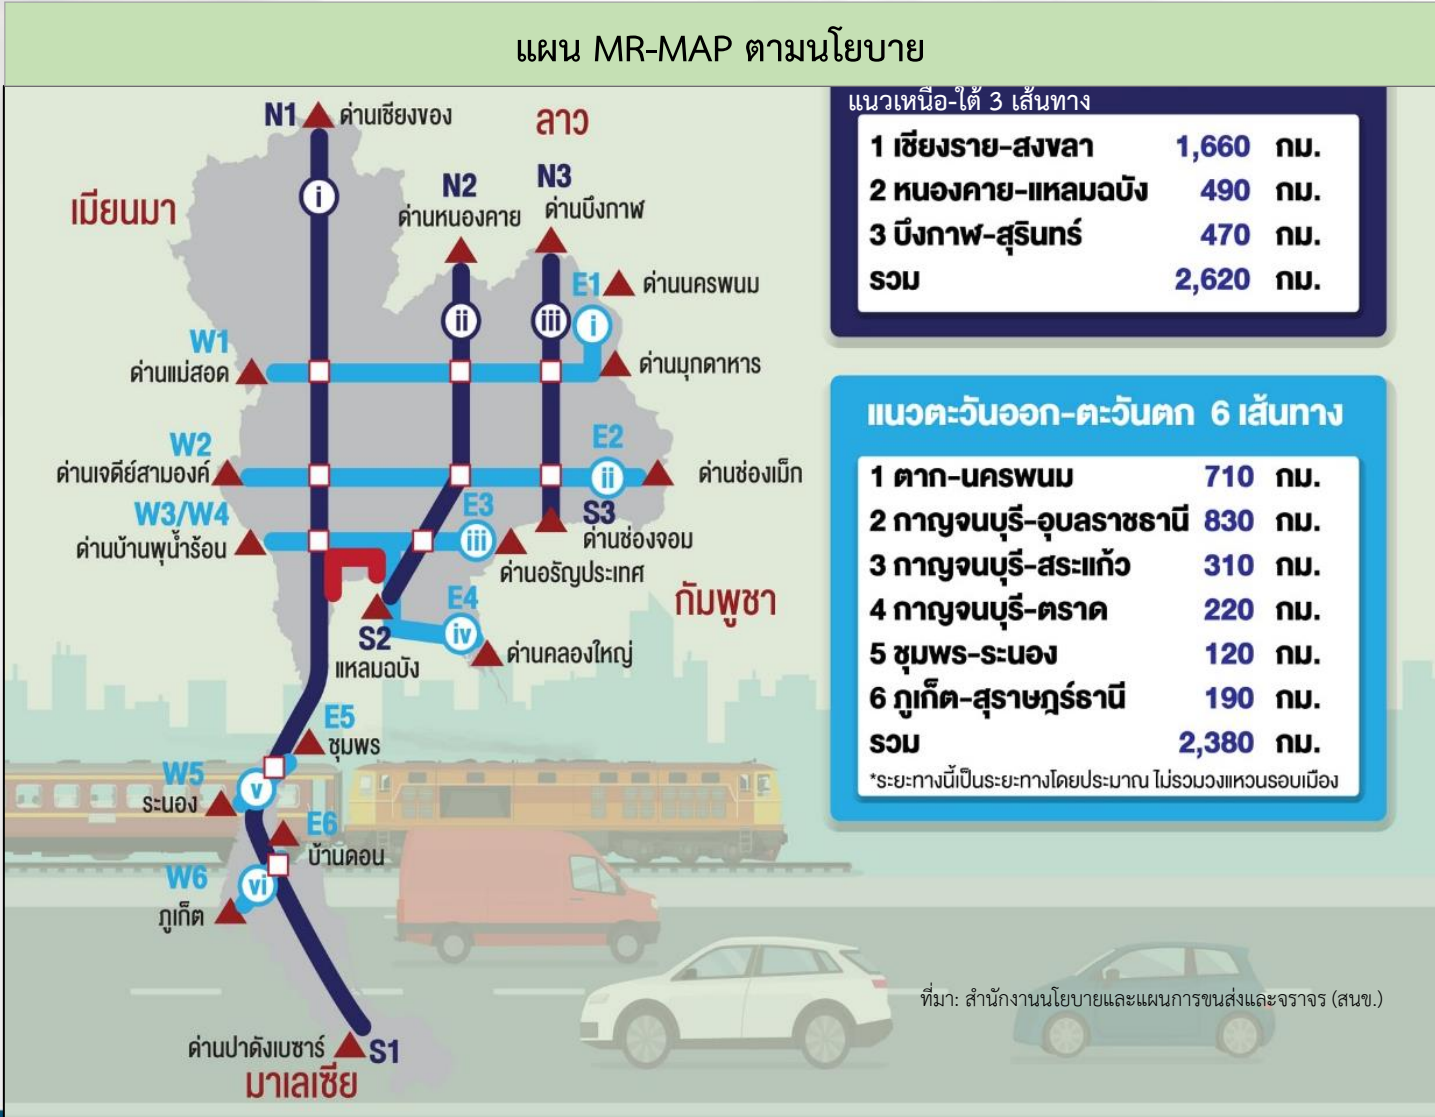 แผน MR-MAP ตามนโยบาย
N1
ด่านเชียงของ
ลาว
เมียนมา
N2
ด่านหนองคาย
N3
ด่านบึงกาฬ
i
ii
iii
E1
ด่านนครพนม
i
W1
ด่านแม่สอด
ด่านมุกดาหาร
W2
ด่านเจดีย์สามองค์
E2
ii
ด่านช่องเม็ก
W3/W4
ด่านบ้านพุน้ำร้อน
E3
iii
S3
ด่านช่องจอม
ด่านอรัญประเทศ
กัมพูชา
E4
iv
S2
แหลมฉบัง
ด่านคลองใหญ่
E5
ชุมพร
W5
ระนอง
v
E6
บ้านดอน
W6
ภูเก็ต
vi
ด่านปาดังเบซาร์
S1
มาเลเซีย
แนวเหนือ-ใต้ 3 เส้นทาง
1 เชียงราย-สงขลา 1,660 กม.
2 หนองคาย-แหลมฉบัง 490 กม.
3 บึงกาฬ-สุรินทร์ 470 กม.
รวม 2,620 กม.
แนวตะวันออก-ตะวันตก 6 เส้นทาง
1 ตาก-นครพนม 710 กม.
2 กาญจนบุรี-อุบลราชธานี 830 กม.
3 กาญจนบุรี-สระแก้ว 310 กม.
4 กาญจนบุรี-ตราด 220 กม.
5 ชุมพร-ระนอง 120 กม.
6 ภูเก็ต-สุราษฎร์ธานี 190 กม.
รวม 2,380 กม.
*ระยะทางนี้เป็นระยะทางโดยประมาณ ไม่รวมวงแหวนรอบเมือง
ที่มา: สำนักงานนโยบายและแผนการขนส่งและจราจร (สนข.)